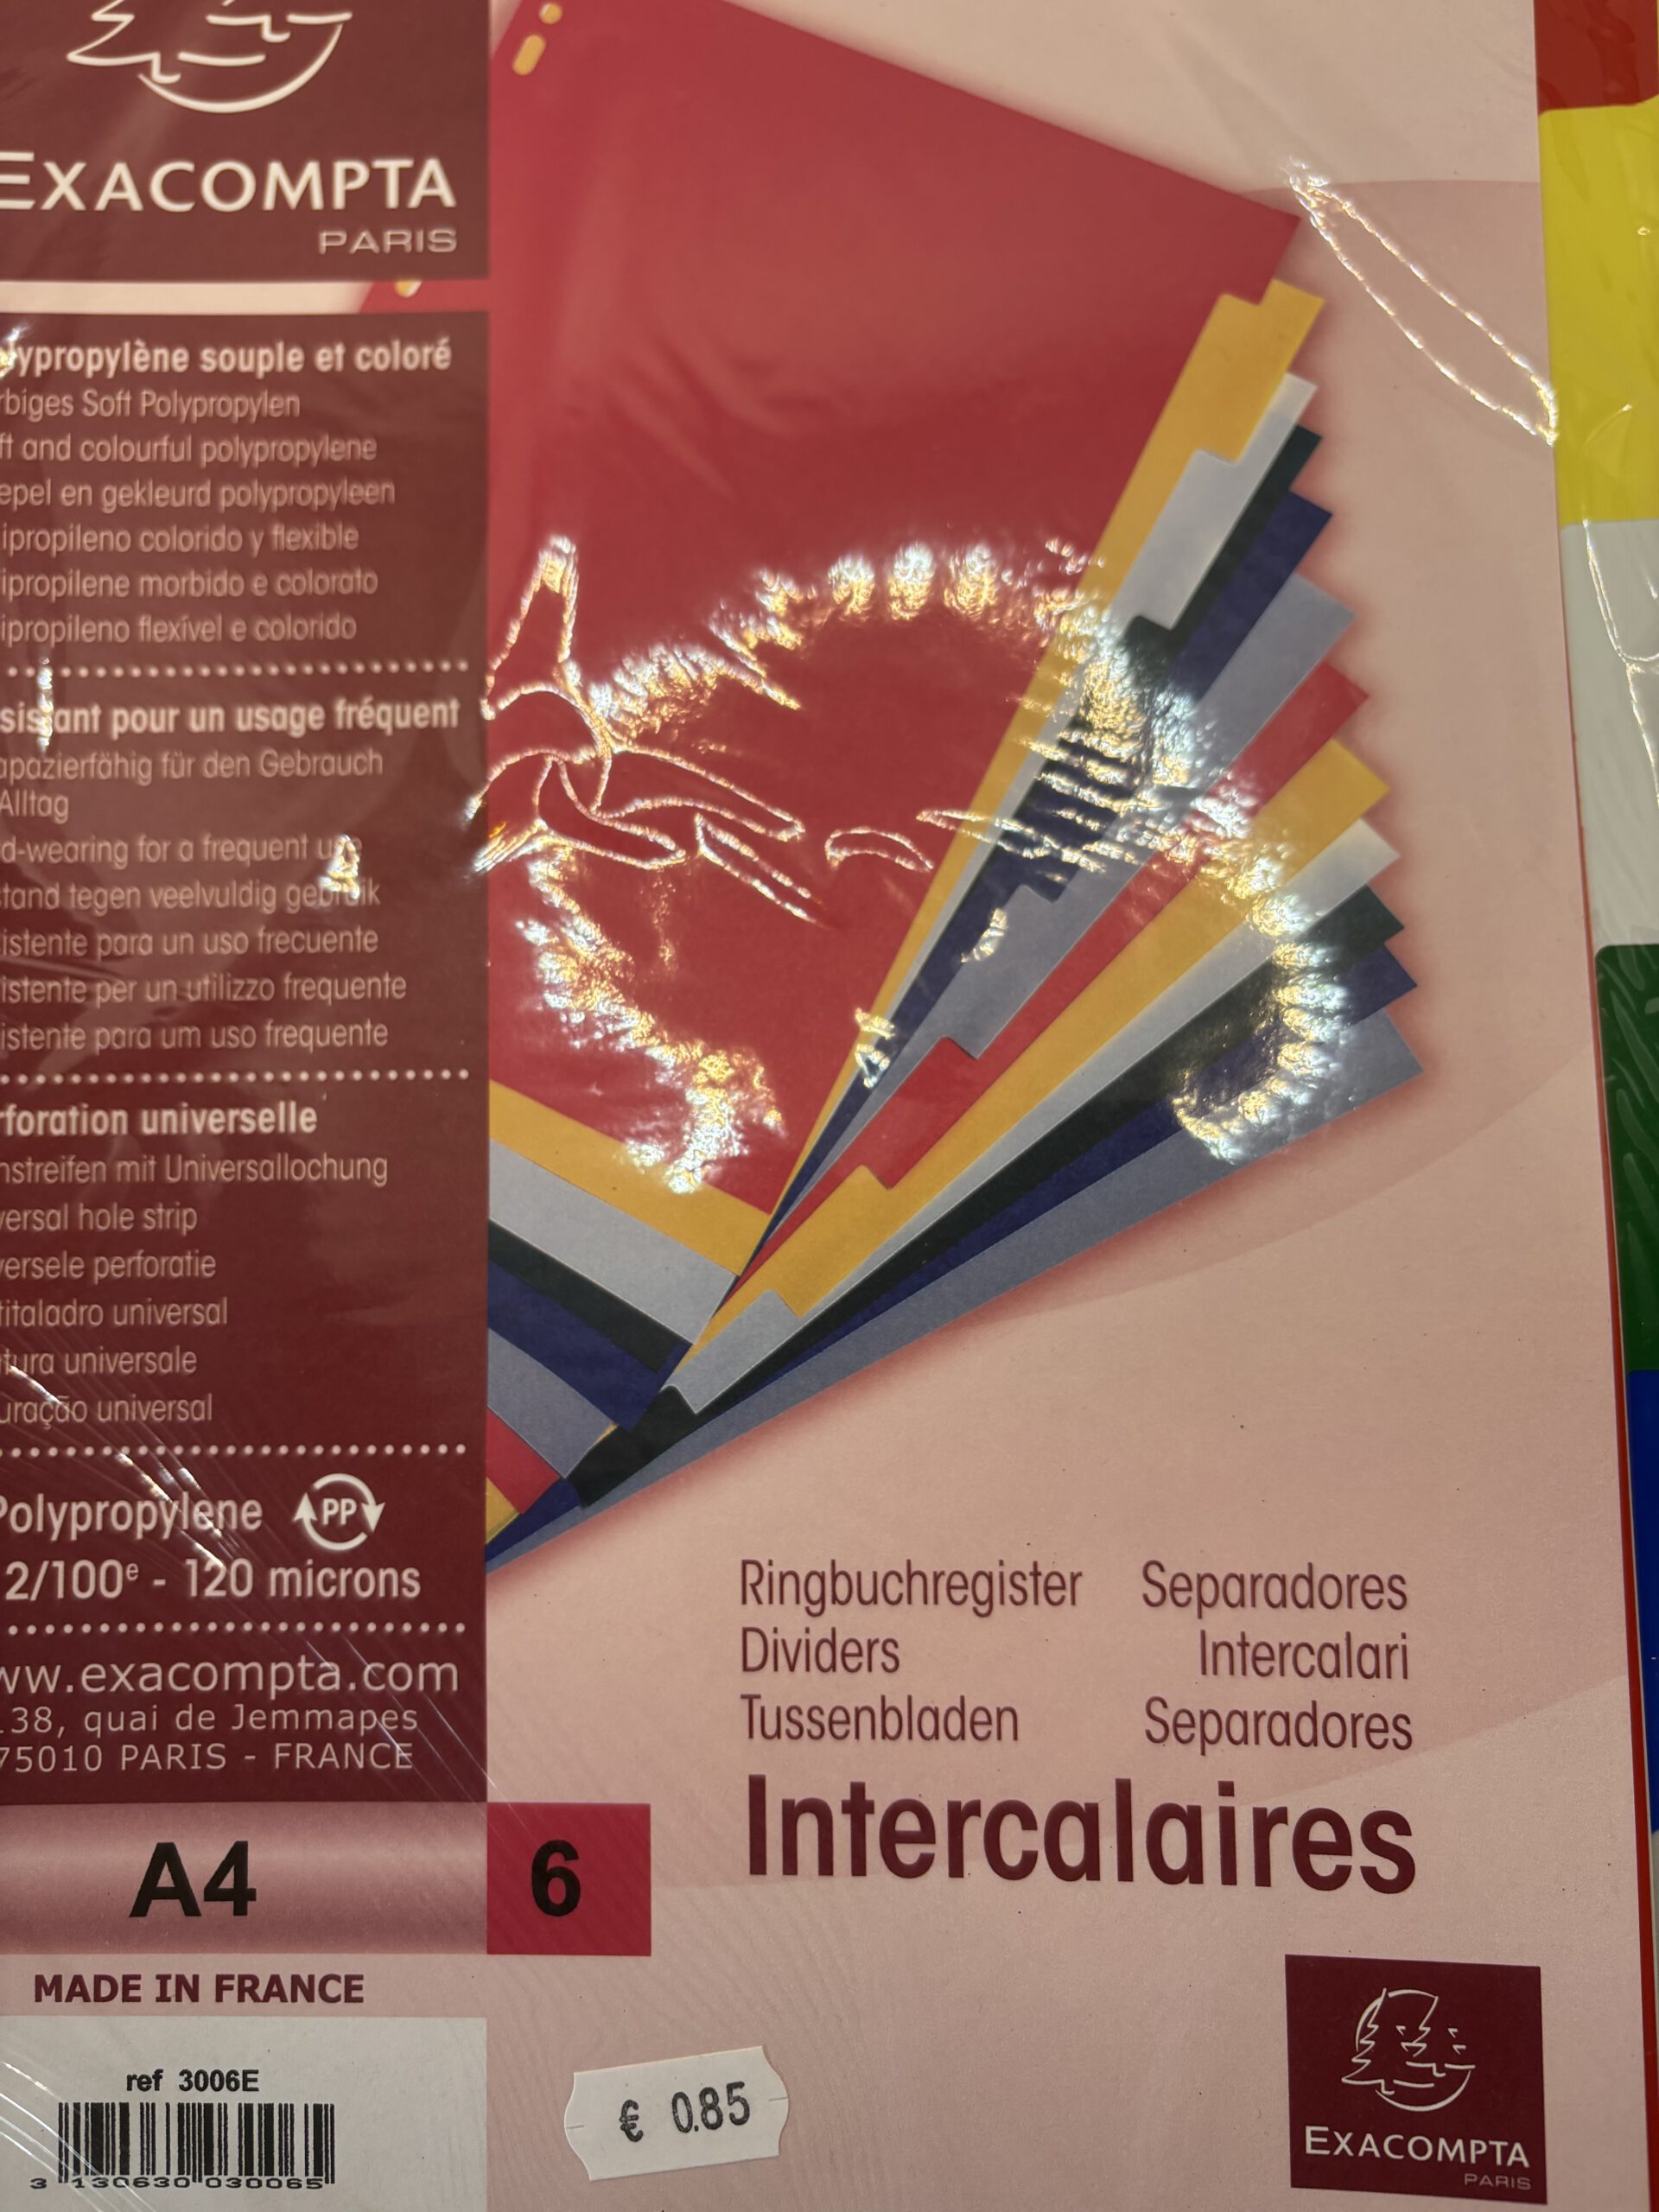 EXACOMPTA
PARIS
lypropylène souple et coloré
rbiges Soft Polypropylen
ft and colourful polypropylene
epel en gekleurd polypropyleen
ipropileno colorido y flexible
ipropilene morbido e colorato
ipropileno flexível e colorido
sistant pour un usage fréquent
apazierfähig für den Gebrauch
Alltag
d-wearing for a frequent use
tand tegen veelvuldig gebruik
istente para un uso frecuente
istente per un utilizzo frequente
istente para um uso frequente
rforation universelle
nstreifen mit Universallochung
versal hole strip
versele perforatie
titaladro universal
tura universale
uração universal
Polypropylene PP
2/100e - 120 microns
ww.exacompta.com
138, quai de Jemmapes
75010 PARIS - FRANCE
A4 6
MADE IN FRANCE
ref 3006E
3 130630 030065
Ringbuchregister Separadores
Dividers Intercalari
Tussenbladen Separadores
Intercalaires
€ 0.85
EXACOMPTA
PARIS